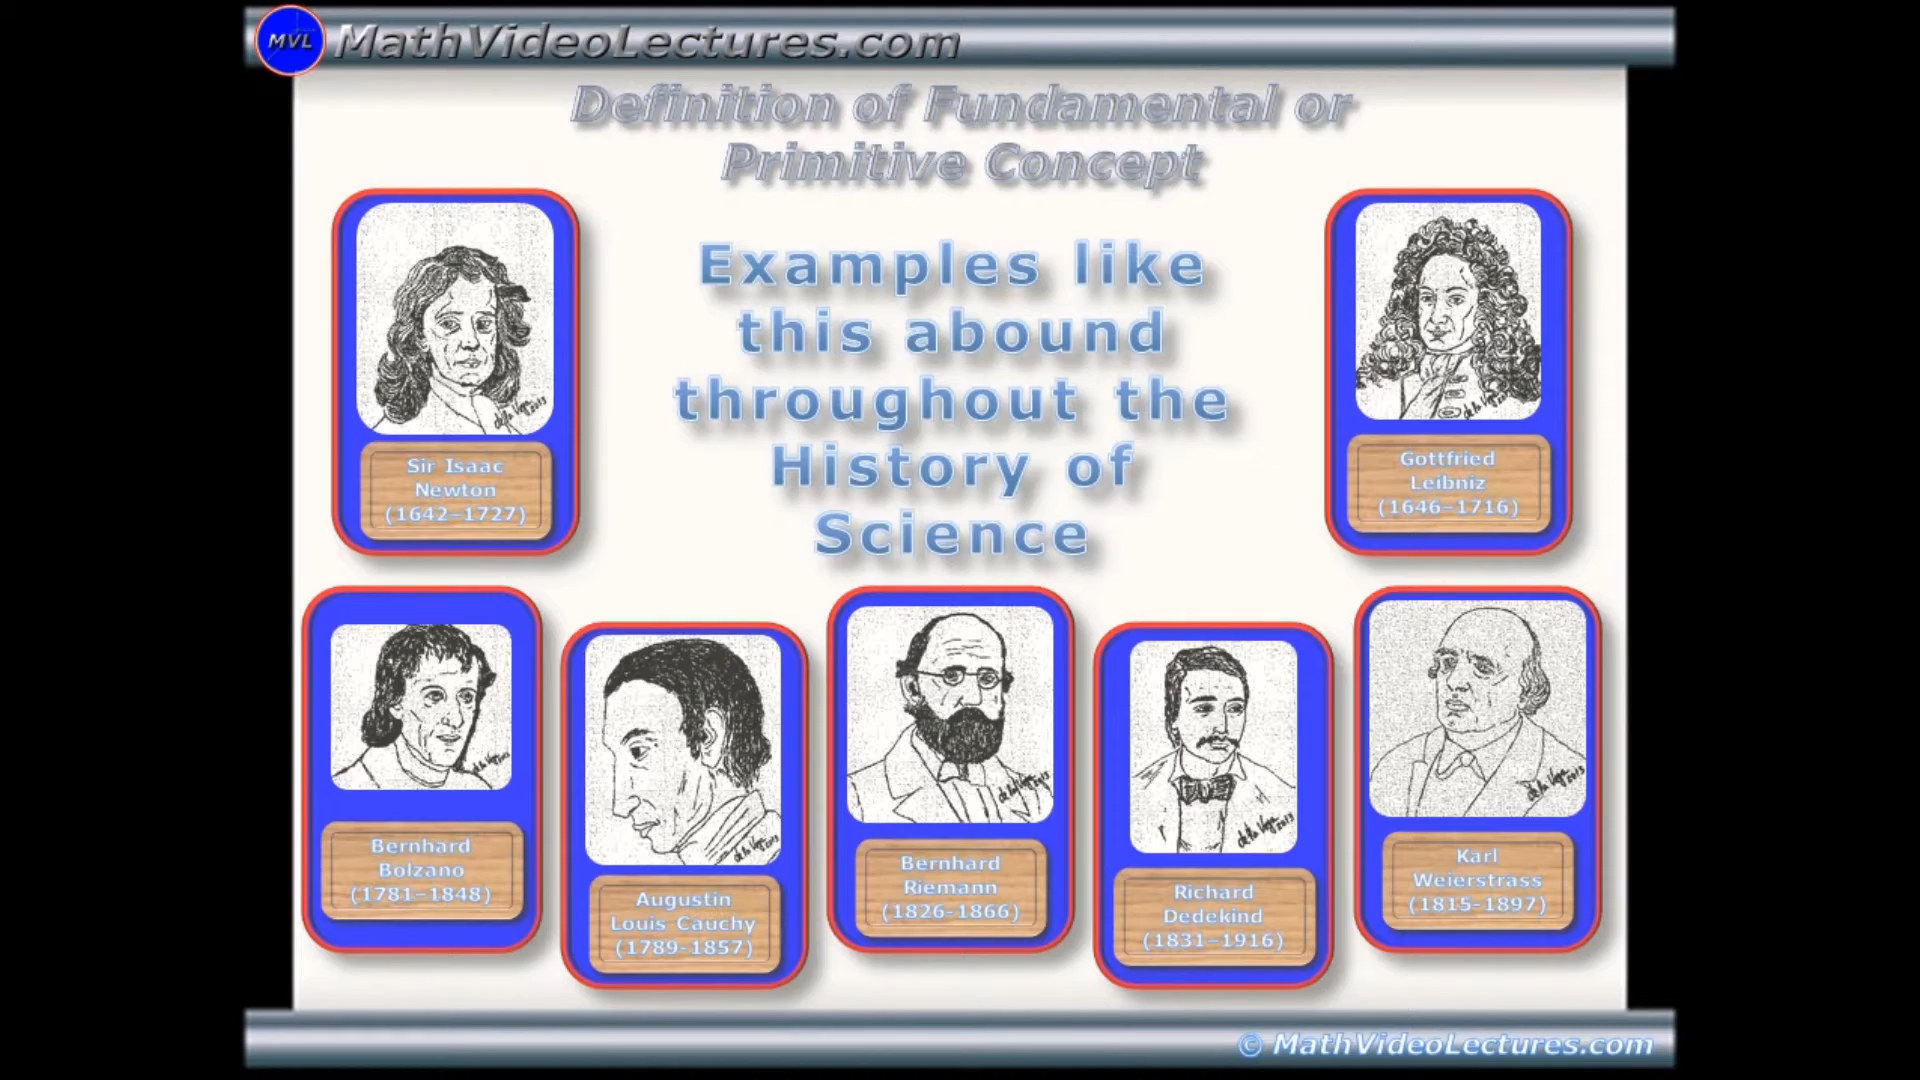 MVL MathVideoLectures.com
Definition of Fundamental or
Primitive Concept
Examples like
this abound
throughout the
History of
Science
Sir Isaac
Newton
(1642–1727)
Gottfried
Leibniz
(1646–1716)
Bernhard
Bolzano
(1781–1848)
Augustin
Louis Cauchy
(1789-1857)
Bernhard
Riemann
(1826-1866)
Richard
Dedekind
(1831–1916)
Karl
Weierstrass
(1815-1897)
© MathVideoLectures.com